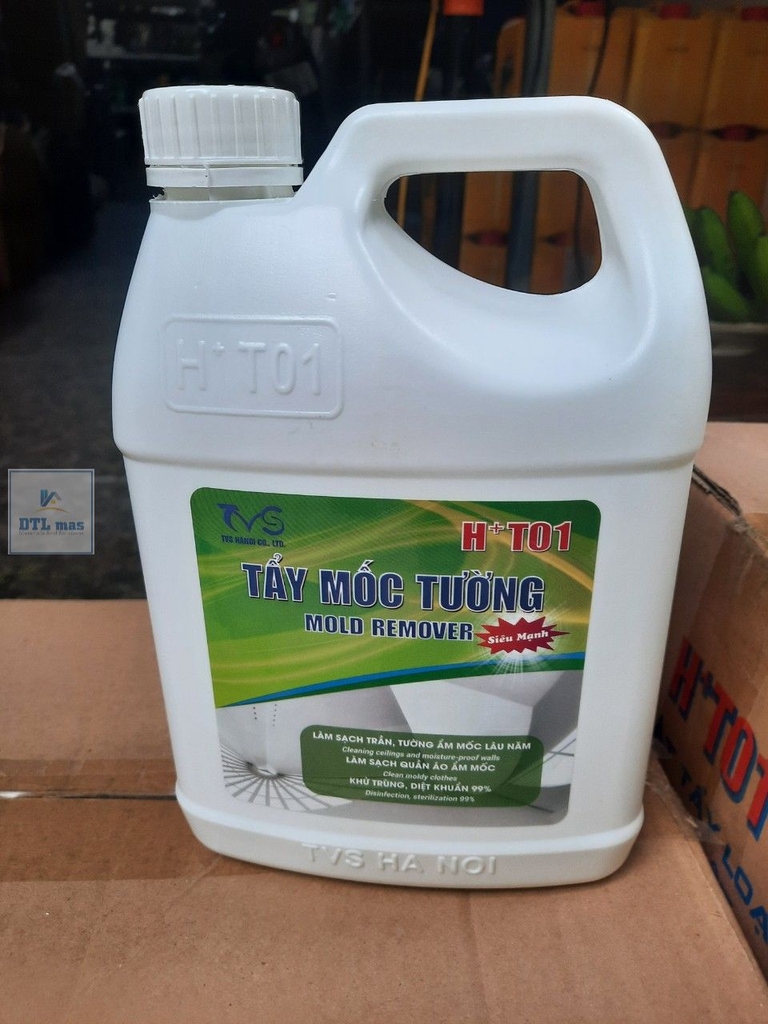 H⁺ T01
TVS
TVS HANOI CO., LTD.
H⁺T01
TẨY MỐC TƯỜNG
MOLD REMOVER
Siêu Mạnh
LÀM SẠCH TRẦN, TƯỜNG ẨM MỐC LÂU NĂM
Cleaning ceilings and moisture-proof walls
LÀM SẠCH QUẦN ÁO ẨM MỐC
Clean moldy clothes
KHỬ TRÙNG, DIỆT KHUẨN 99%
Disinfection, sterilization 99%
TVS HA NOI
DTL mas
H⁺T01
TẨY
LOẠ